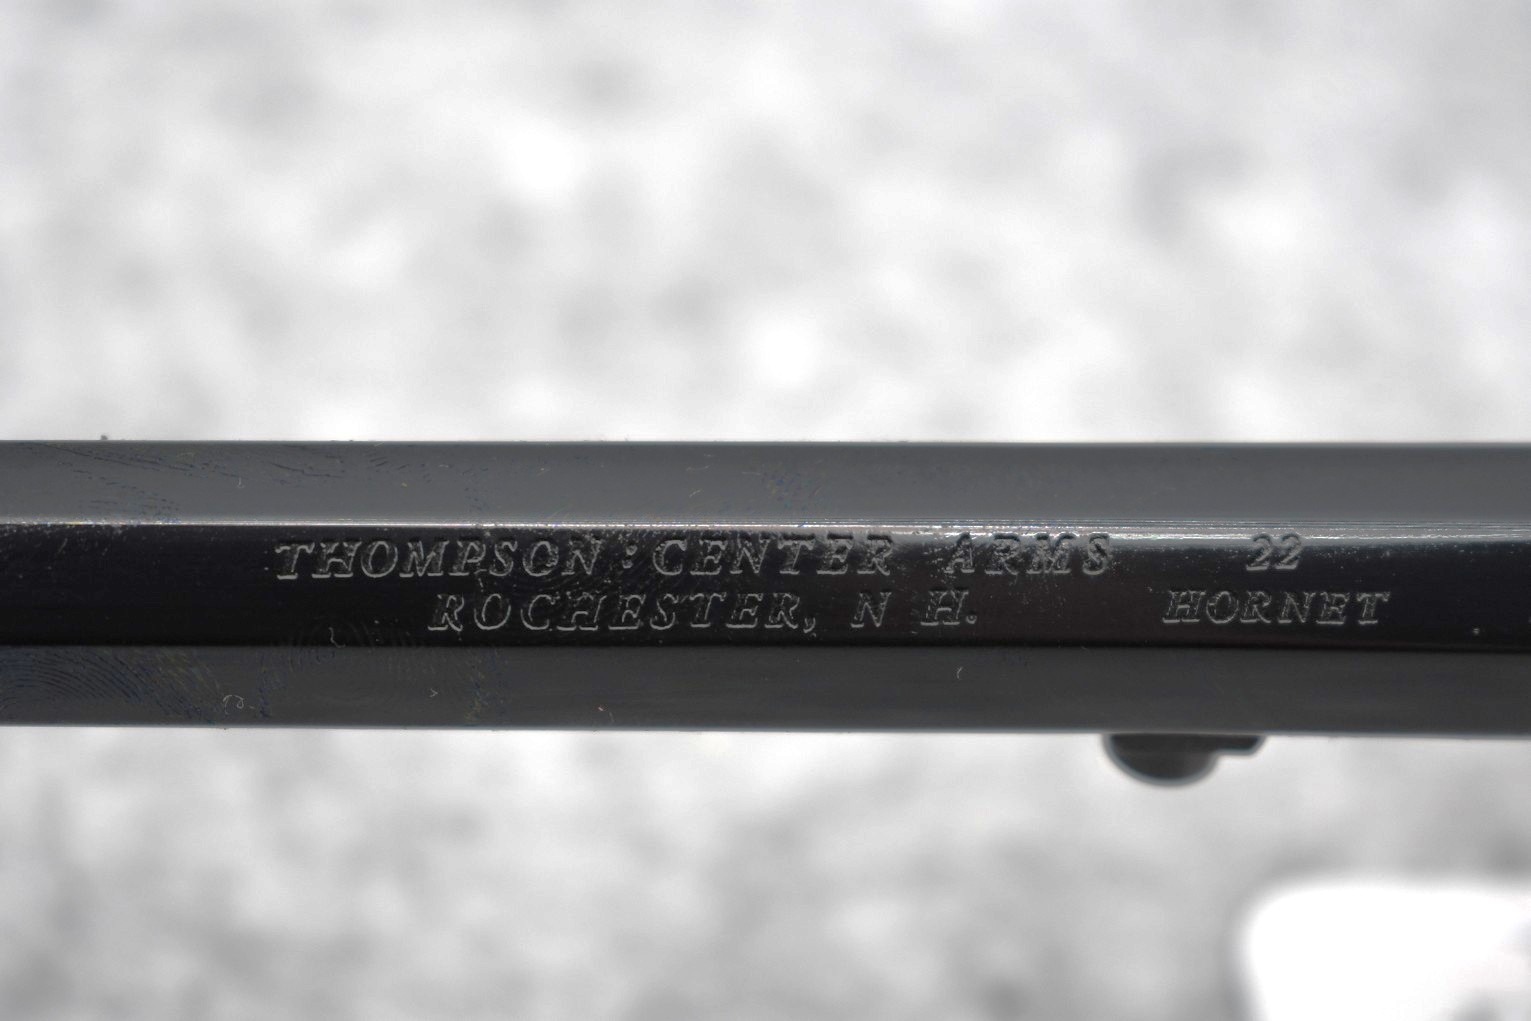 THOMPSON : CENTER ARMS
ROCHESTER, N H.
22
HORNET